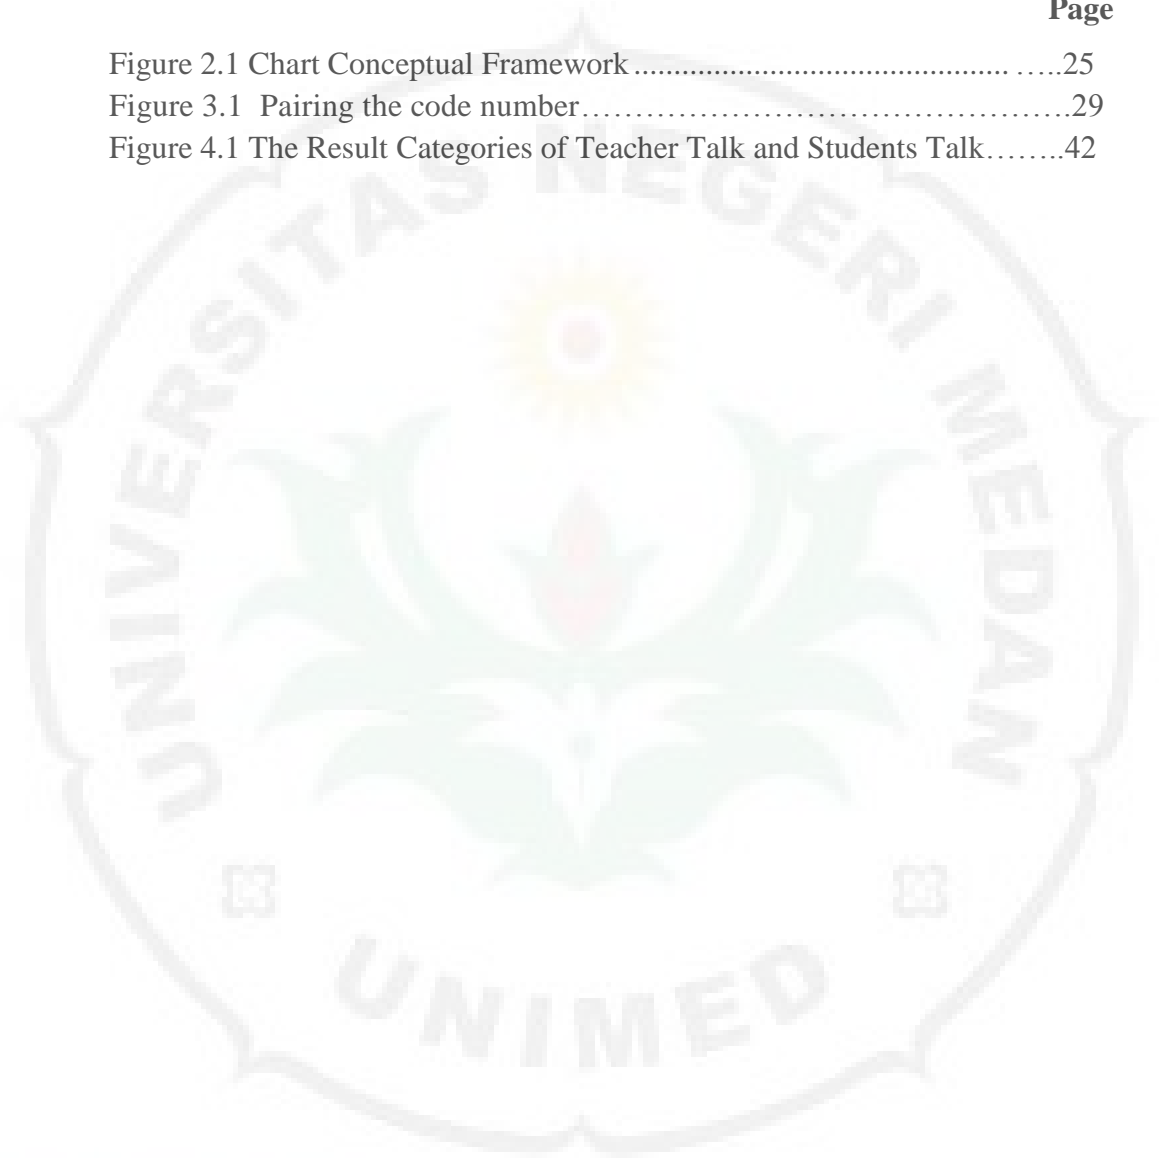 Page
Figure 2.1 Chart Conceptual Framework .............................................. …..25
Figure 3.1  Pairing the code number……………………………………….29
Figure 4.1 The Result Categories of Teacher Talk and Students Talk……..42
UNIVERSITAS NEGERI MEDAN
UNIMED